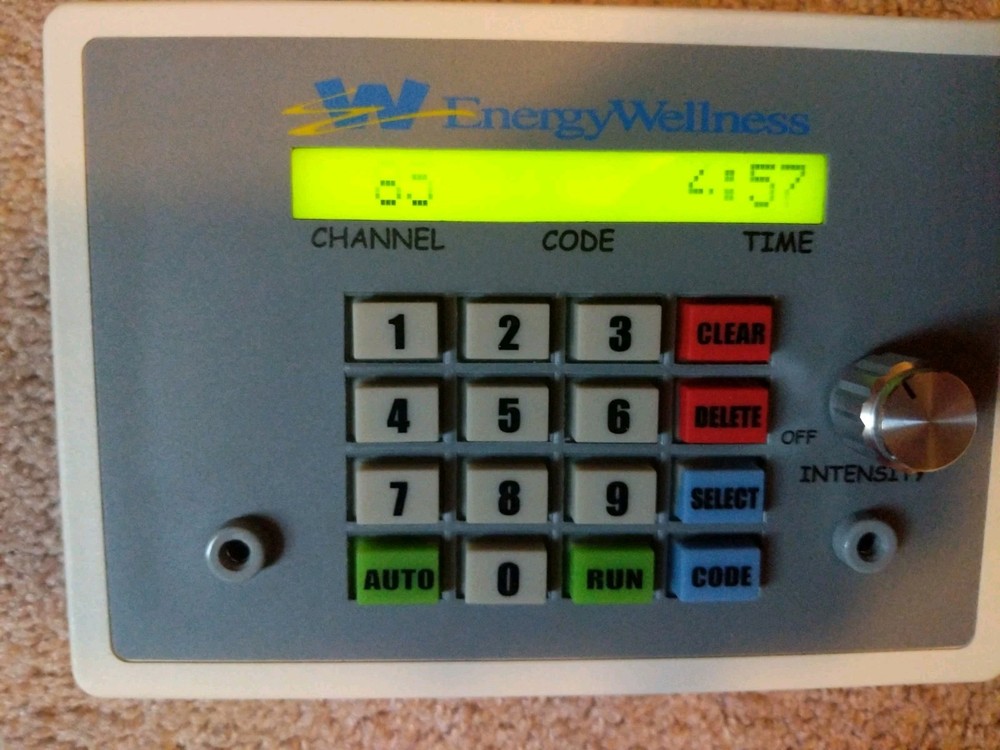 EnergyWellness
4:57
CHANNEL CODE TIME
1 2 3 CLEAR
4 5 6 DELETE
OFF
INTENSITY
7 8 9 SELECT
AUTO 0 RUN CODE